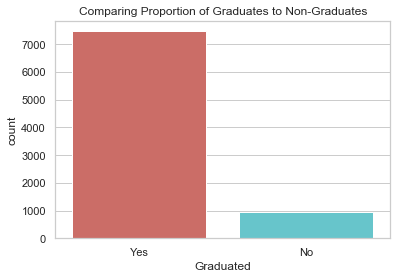 Comparing Proportion of Graduates to Non-Graduates
7000
6000
5000
4000
3000
2000
1000
0
count
Yes No
Graduated